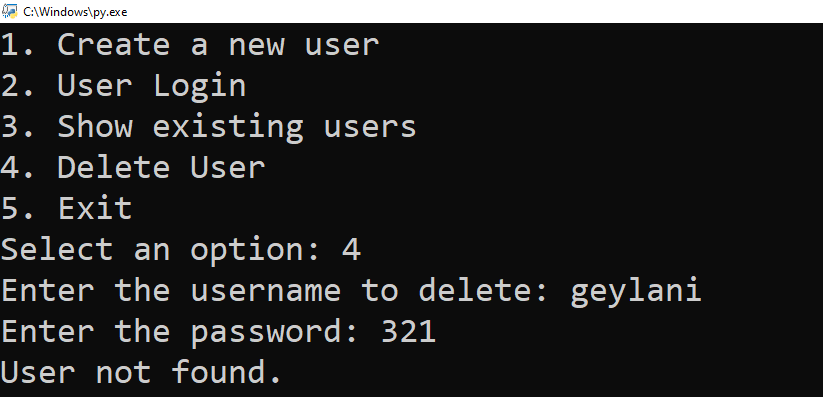 C:\Windows\py.exe
1. Create a new user
2. User Login
3. Show existing users
4. Delete User
5. Exit
Select an option: 4
Enter the username to delete: geylani
Enter the password: 321
User not found.